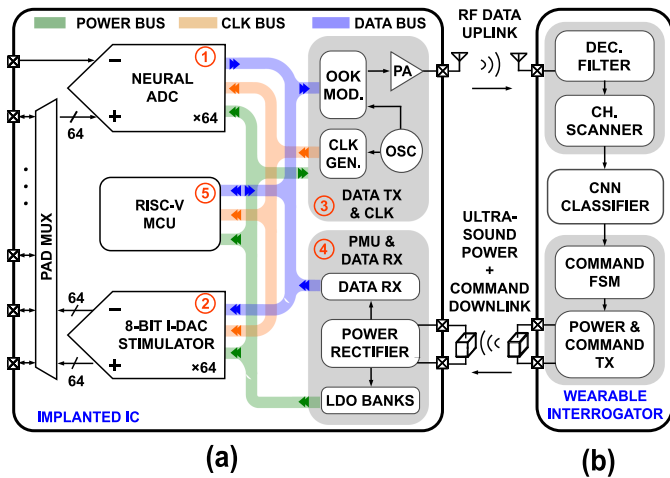 POWER BUS
CLK BUS
DATA BUS
RF DATA
UPLINK
1
NEURAL
ADC
×64
−
+
64
OOK
MOD.
PA
CLK
GEN.
OSC
3
DATA TX
& CLK
DEC.
FILTER
CH.
SCANNER
CNN
CLASSIFIER
PAD MUX
5
RISC-V
MCU
4
PMU &
DATA RX
DATA RX
POWER
RECTIFIER
LDO BANKS
ULTRA-
SOUND
POWER
+
COMMAND
DOWNLINK
COMMAND
FSM
POWER &
COMMAND
TX
64
2
−
8-BIT I-DAC
STIMULATOR
+
×64
64
IMPLANTED IC
WEARABLE
INTERROGATOR
(a)
(b)